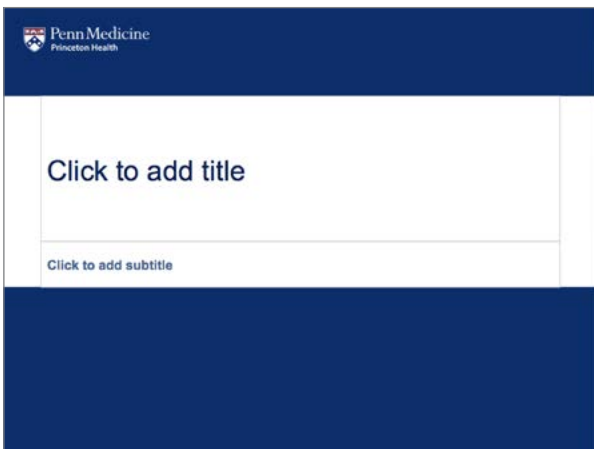 Penn Medicine
Princeton Health
Click to add title
Click to add subtitle